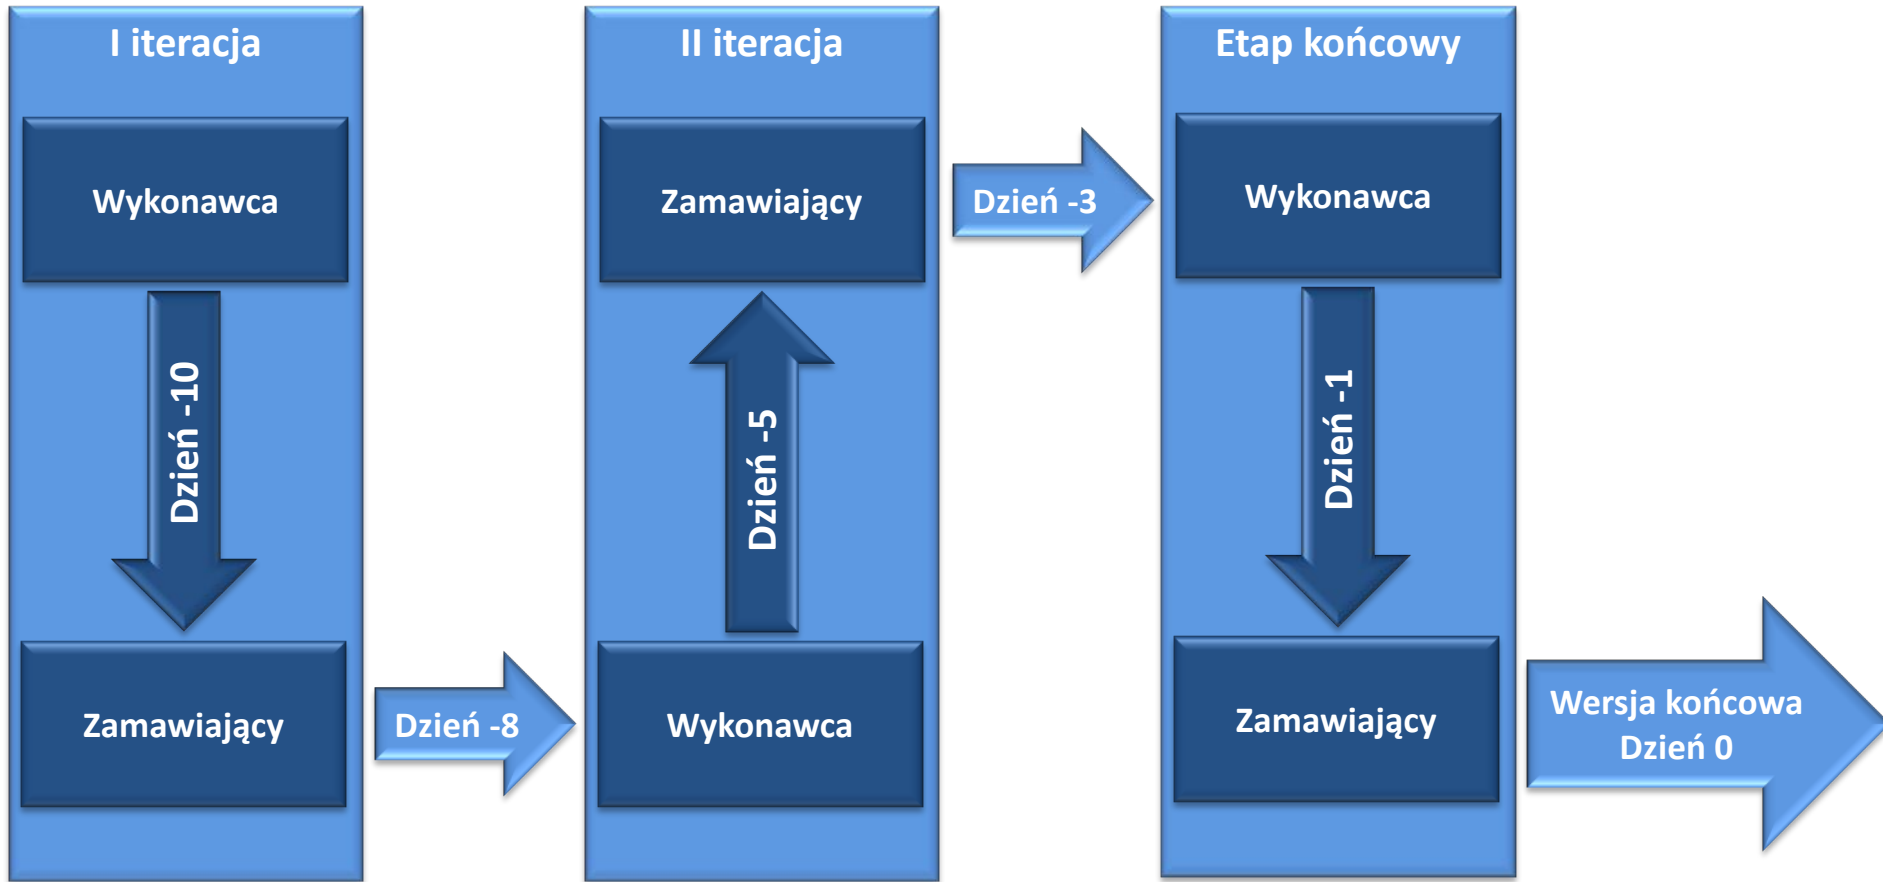 I iteracja
Wykonawca
Dzień -10
Zamawiający
Dzień -8
II iteracja
Zamawiający
Dzień -5
Wykonawca
Dzień -3
Etap końcowy
Wykonawca
Dzień -1
Zamawiający
Wersja końcowa
Dzień 0